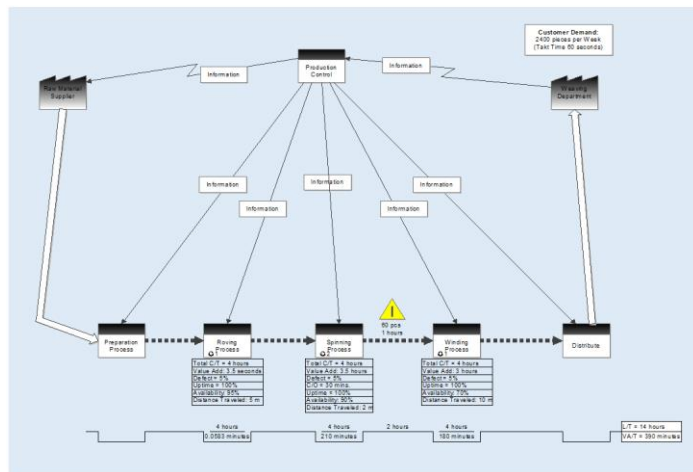 Customer Demand:
2400 pieces per Week
(Takt Time 60 seconds)
Production
Control
Information
Information
Raw Material
Supplier
Weaving
Department
Information
Information
Information
Information
Information
60 pcs
1 hours
Preparation
Process
Roving
Process
1
Spinning
Process
2
Winding
Process
1
Distribute
Total C/T = 4 hours
Value Add: 3.5 seconds
Defect = 5%
Uptime = 100%
Availability: 95%
Distance Traveled: 5 m
Total C/T = 4 hours
Value Add: 3.5 hours
Defect = 5%
C/O = 30 mins.
Uptime = 100%
Availability: 90%
Distance Traveled: 2 m
Total C/T = 4 hours
Value Add: 3 hours
Defect = 5%
Uptime = 100%
Availability: 70%
Distance Traveled: 10 m
4 hours
0.0583 minutes
4 hours
210 minutes
2 hours
4 hours
180 minutes
L/T = 14 hours
VA/T = 390 minutes